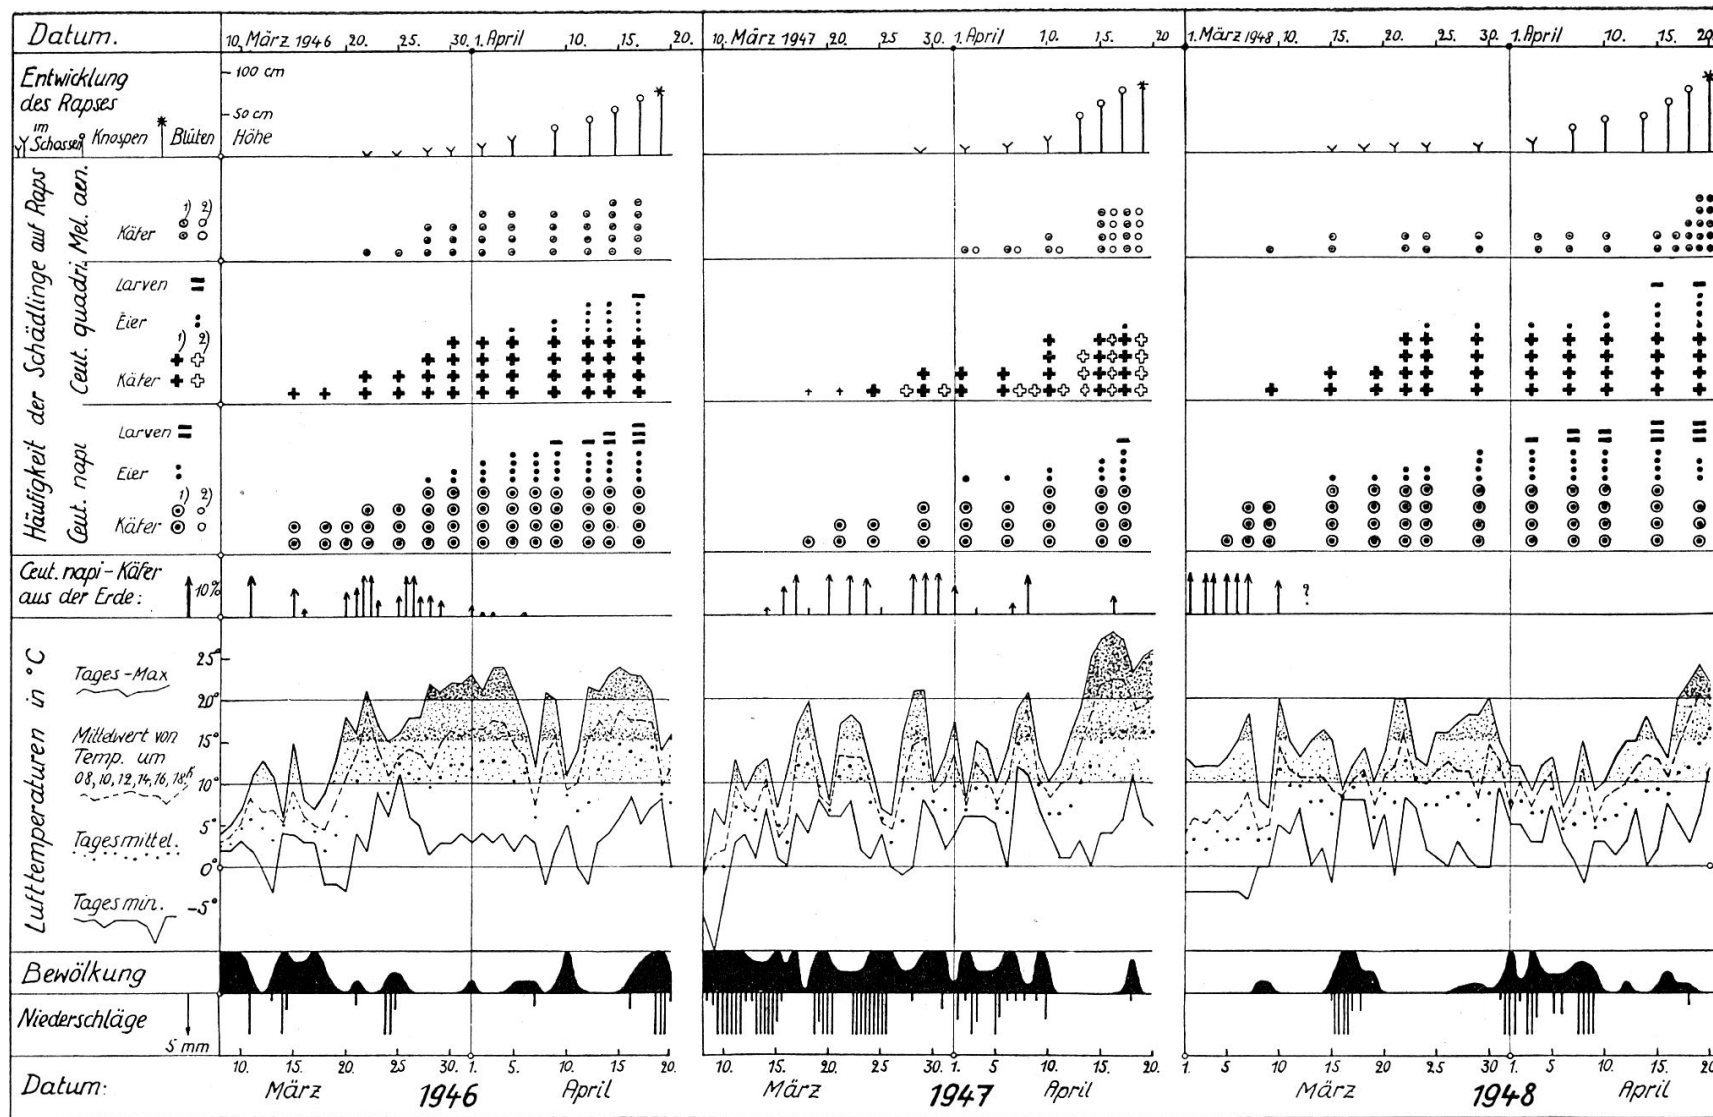 Datum.
10. März 1946 20. 25. 30. 1. April 10. 15. 20.
10. März 1947 20. 25 30. 1. April 1,0. 15. 20
1. März 1948 10. 15. 20. 25. 30. 1. April 10. 15. 20.
Entwicklung
des Rapses
im
Schossen Knospen Blüten
100 cm
50 cm
Höhe
Häufigkeit der Schädlinge auf Raps
Mel. aen.
1) 2)
Käfer
Ceut. quadri.
Larven
Eier
1) 2)
Käfer
Ceut. napi
Larven
Eier
1) 2)
Käfer
Ceut. napi-Käfer
aus der Erde:
10%
?
Lufttemperaturen in °C
Tages-Max
Mittelwert von
Temp. um
08, 10, 12, 14, 16, 18h
Tagesmittel.
Tagesmin.
25°
20°
15°
10°
5°
0°
-5°
Bewölkung
Niederschläge
5 mm
10. 15. 20. 25 30. 1. 5. 10. 15. 20.
10. 15. 20. 25. 30. 1. 5. 10. 15. 20.
1. 5 10. 15. 20 25. 30. 1. 5 10. 15. 20.
Datum:
März 1946 April
März 1947 April
März 1948 April